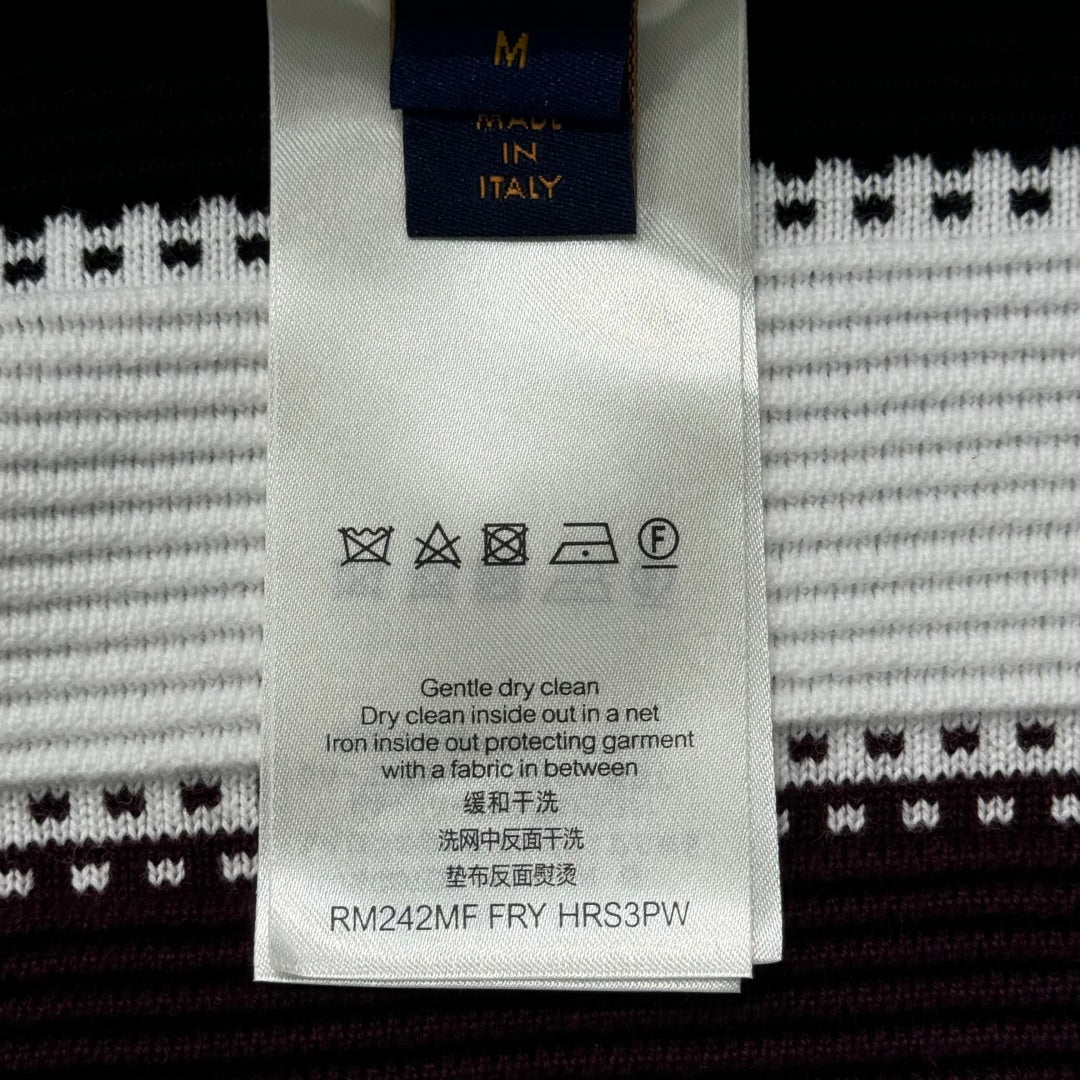 M
MADE
IN
ITALY
F
Gentle dry clean
Dry clean inside out in a net
Iron inside out protecting garment
with a fabric in between
缓和干洗
洗网中反面干洗
垫布反面熨烫
RM242MF FRY HRS3PW